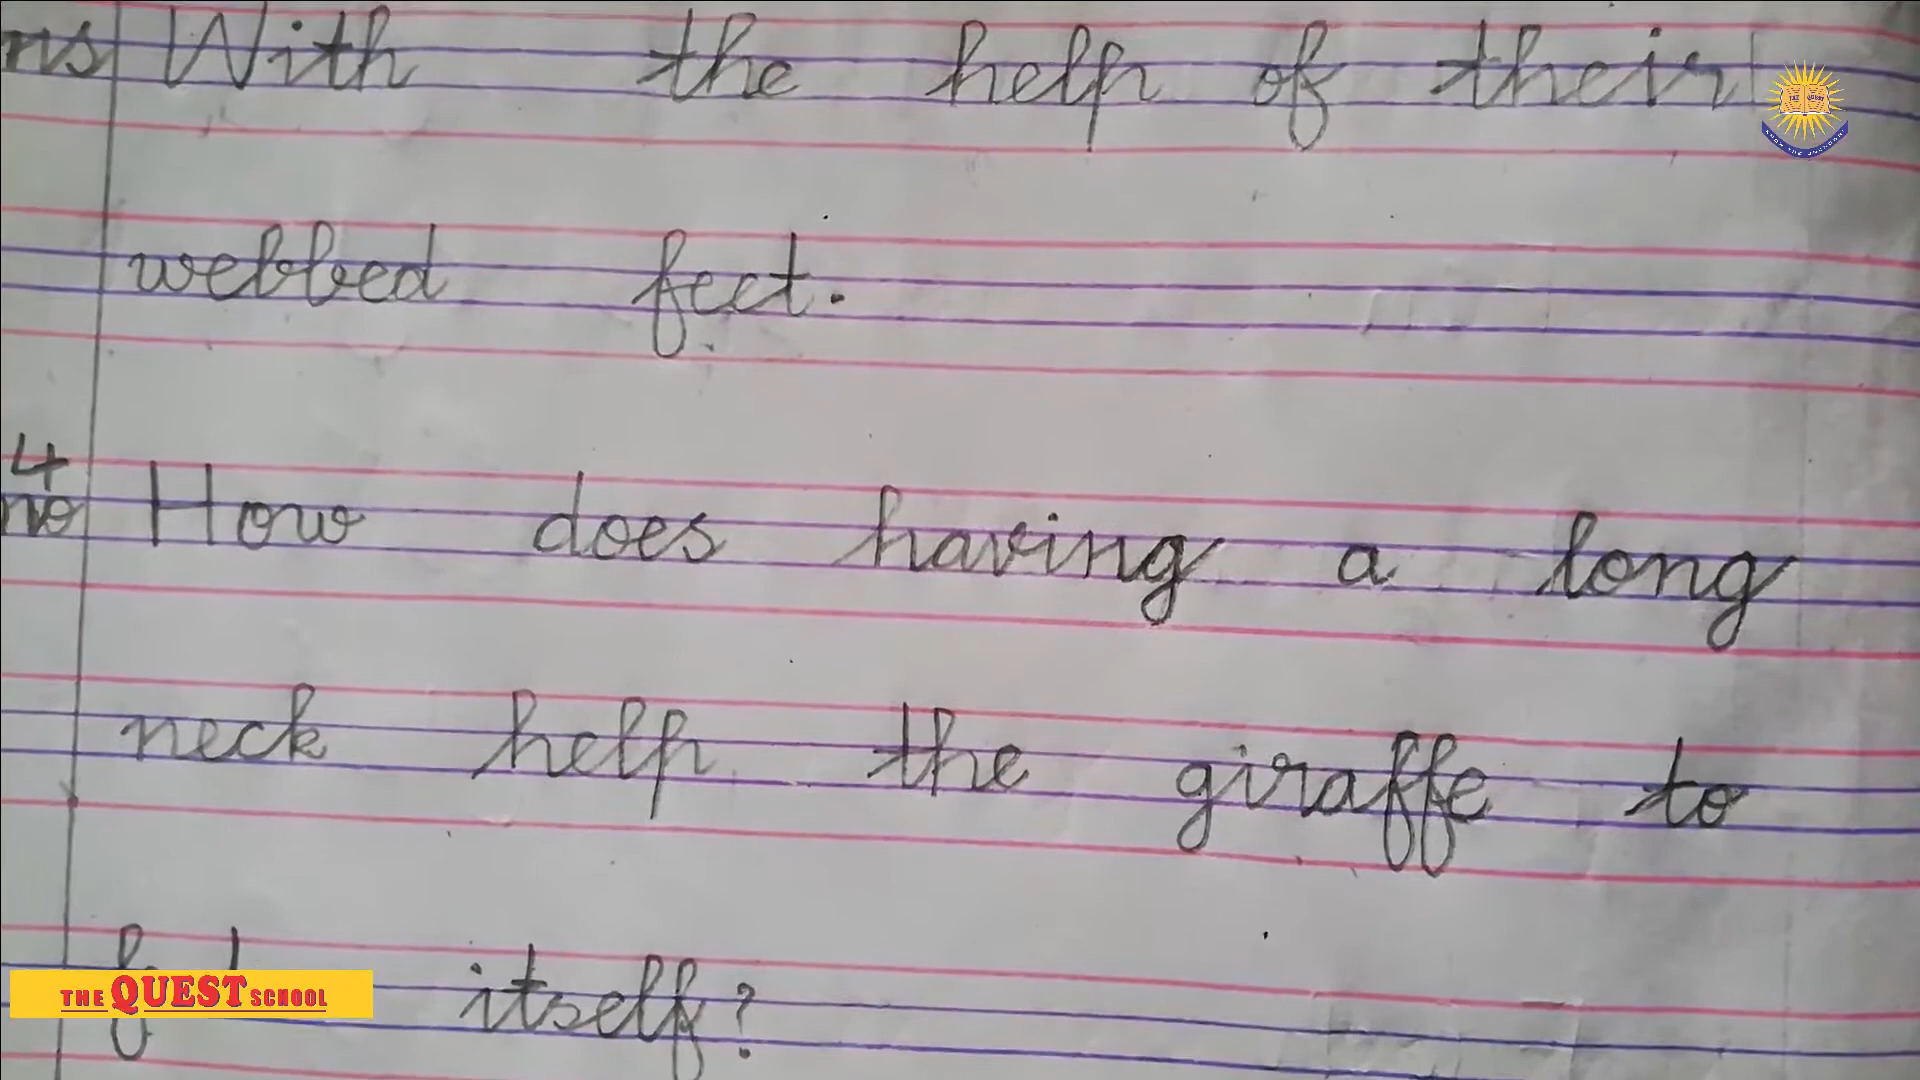 ns With the help of their
webbed feet.
4
no How does having a long
neck help the giraffe to
itself?
THE QUEST SCHOOL